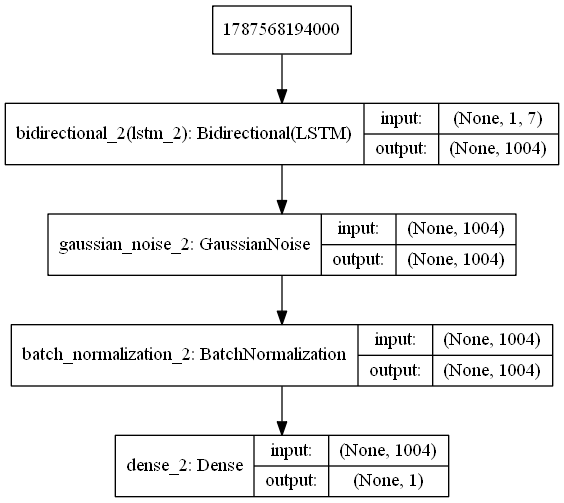 1787568194000
bidirectional_2(lstm_2): Bidirectional(LSTM)
input: (None, 1, 7)
output: (None, 1004)
gaussian_noise_2: GaussianNoise
input: (None, 1004)
output: (None, 1004)
batch_normalization_2: BatchNormalization
input: (None, 1004)
output: (None, 1004)
dense_2: Dense
input: (None, 1004)
output: (None, 1)